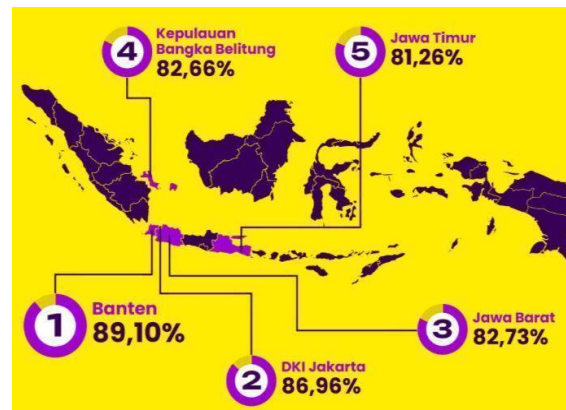 4
Kepulauan
Bangka Belitung
82,66%
5
Jawa Timur
81,26%
1
Banten
89,10%
3
Jawa Barat
82,73%
2
DKI Jakarta
86,96%